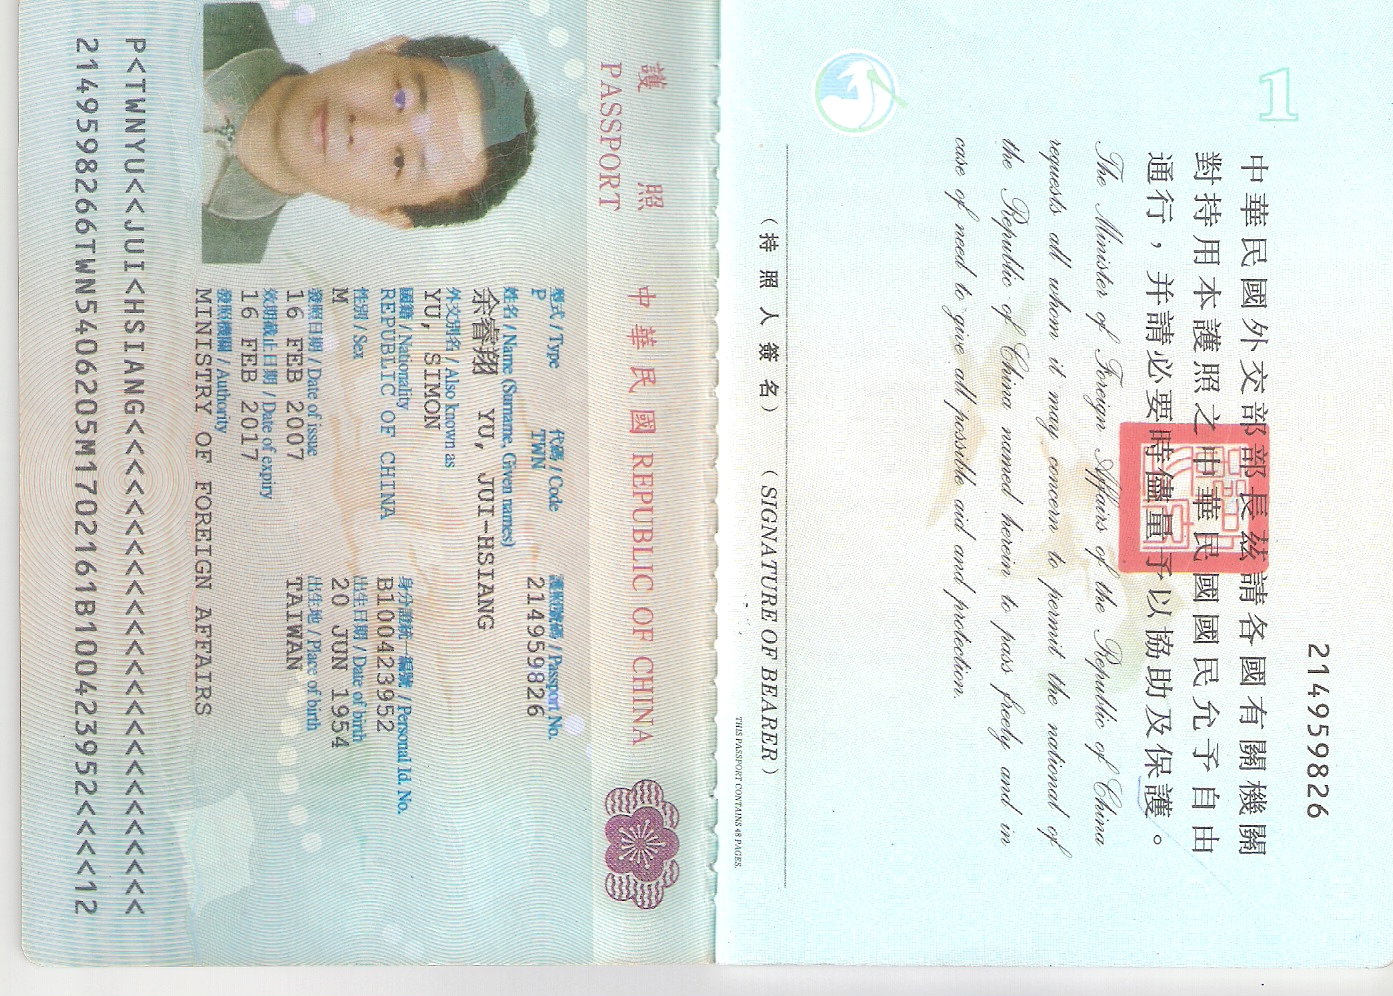 1
214959826
中華民國外交部部長茲請各國有關機關
對持用本護照之中華民國國民允予自由
通行，并請必要時儘量予以協助及保護。
The Minister of Foreign Affairs of the Republic of China
requests all whom it may concern to permit the national of
the Republic of China named herein to pass freely and in
case of need to give all possible aid and protection.
(持照人簽名) (SIGNATURE OF BEARER)
THIS PASSPORT CONTAINS 48 PAGES.
護照 中華民國 REPUBLIC OF CHINA
PASSPORT
型式 / Type 代碼 / Code 護照號碼 / Passport No.
P TWN 214959826
姓名 / Name (Surname, Given names)
余睿翔 YU, JUI-HSIANG
外文別名 / Also known as
YU, SIMON
國籍 / Nationality 身分證統一編號 / Personal Id. No.
REPUBLIC OF CHINA B100423952
性別 / Sex 出生日期 / Date of birth
M 20 JUN 1954
發照日期 / Date of issue 出生地 / Place of birth
16 FEB 2007 TAIWAN
效期截止日期 / Date of expiry
16 FEB 2017
發照機關 / Authority
MINISTRY OF FOREIGN AFFAIRS
P<TWNYU<<JUI<HSIANG<<<<<<<<<<<<<<<<<<<<<<<<<
2149598266TWN5406205M1702161B100423952<<<<12